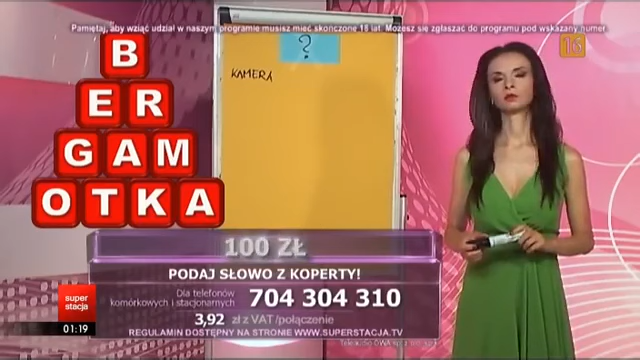 Pamiętaj, aby wziąć udział w naszym programie musisz mieć skończone 16 lat. Możesz się zgłaszać do programu pod wskazany numer
16
B
ER
GAM
OTKA
?
KAMERA
100 ZŁ
PODAJ SŁOWO Z KOPERTY!
Dla telefonów
komórkowych i stacjonarnych
704 304 310
3,92 zł z VAT/połączenie
REGULAMIN DOSTĘPNY NA STRONIE WWW.SUPERSTACJA.TV
super
stacja
01:19